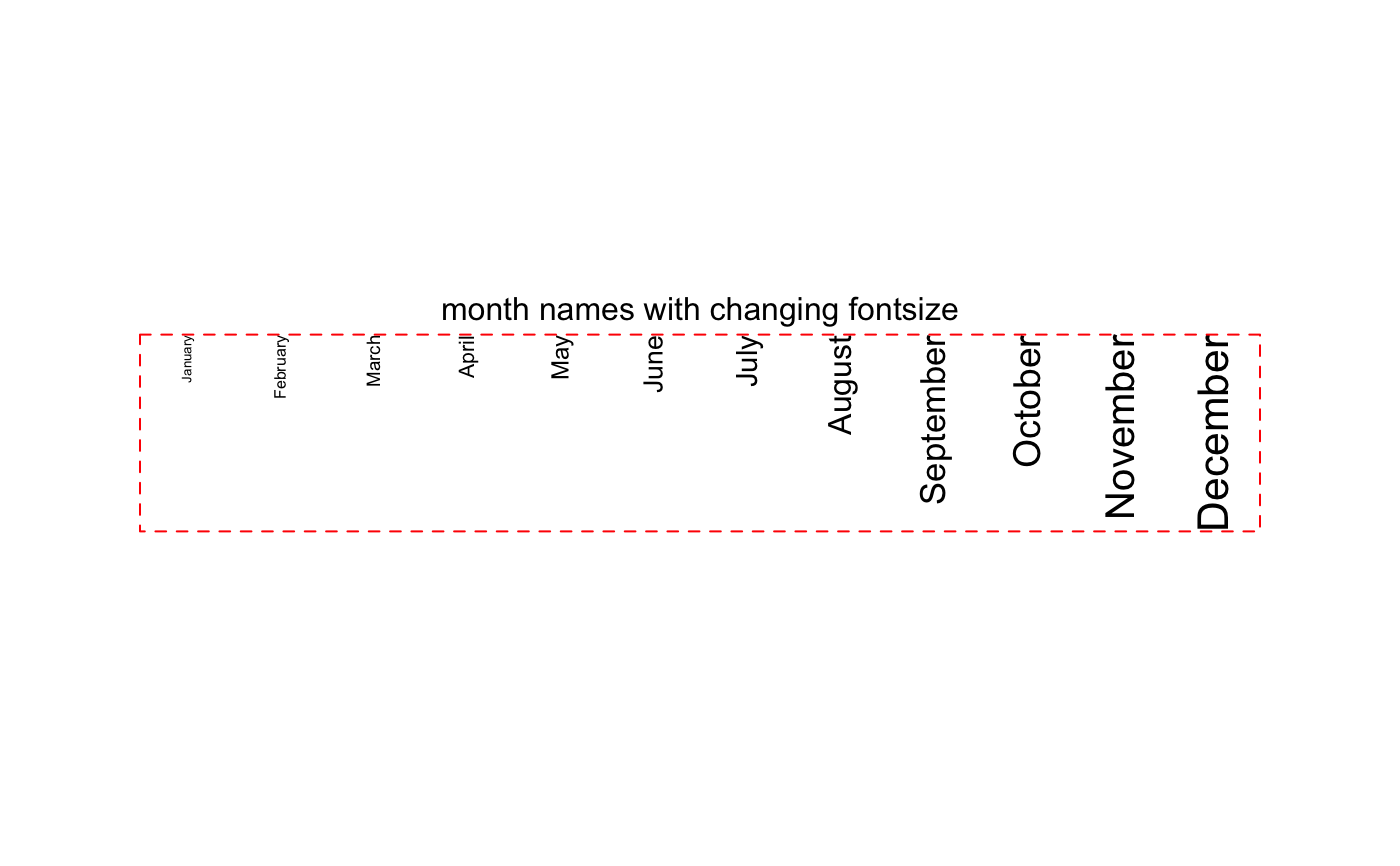 month names with changing fontsize
January
February
March
April
May
June
July
August
September
October
November
December